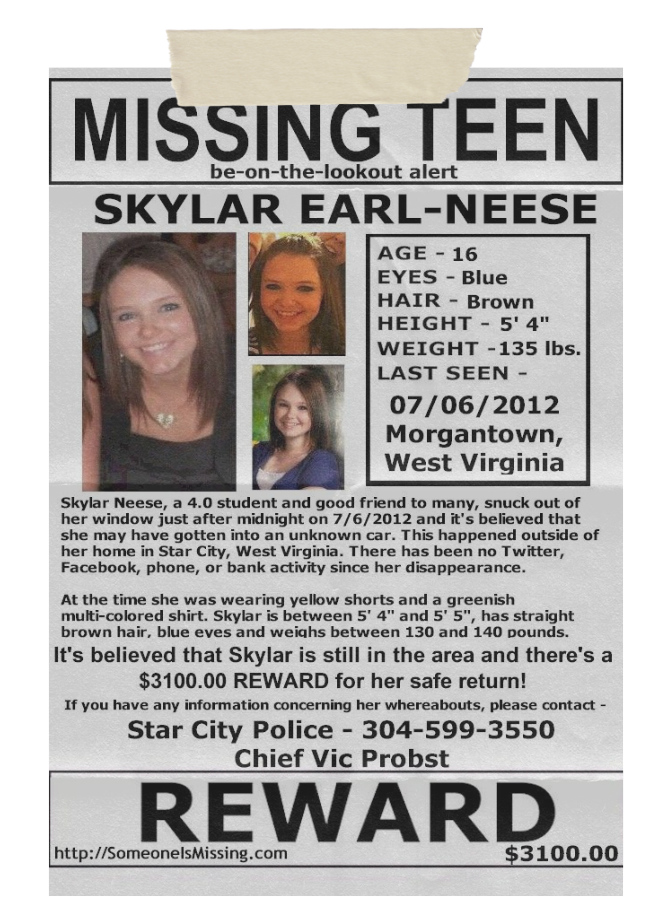 MISSING TEEN
be-on-the-lookout alert
SKYLAR EARL-NEESE
AGE - 16
EYES - Blue
HAIR - Brown
HEIGHT - 5' 4"
WEIGHT -135 lbs.
LAST SEEN -
07/06/2012
Morgantown,
West Virginia
Skylar Neese, a 4.0 student and good friend to many, snuck out of
her window just after midnight on 7/6/2012 and it's believed that
she may have gotten into an unknown car. This happened outside of
her home in Star City, West Virginia. There has been no Twitter,
Facebook, phone, or bank activity since her disappearance.
At the time she was wearing yellow shorts and a greenish
multi-colored shirt. Skylar is between 5' 4" and 5' 5", has straight
brown hair, blue eyes and weighs between 130 and 140 pounds.
It's believed that Skylar is still in the area and there's a
$3100.00 REWARD for her safe return!
If you have any information concerning her whereabouts, please contact -
Star City Police - 304-599-3550
Chief Vic Probst
REWARD
http://SomeoneIsMissing.com
$3100.00